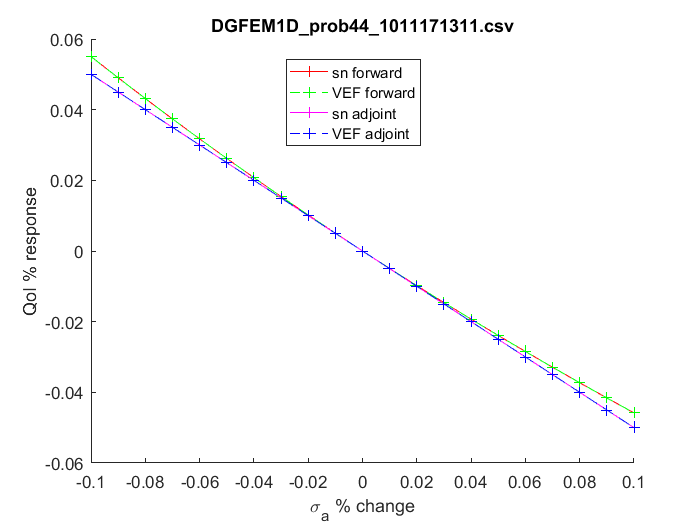 DGFEM1D_prob44_1011171311.csv
0.06
0.04
0.02
0
-0.02
-0.04
-0.06
QoI % response
sn forward
VEF forward
sn adjoint
VEF adjoint
-0.1 -0.08 -0.06 -0.04 -0.02 0 0.02 0.04 0.06 0.08 0.1
σa % change